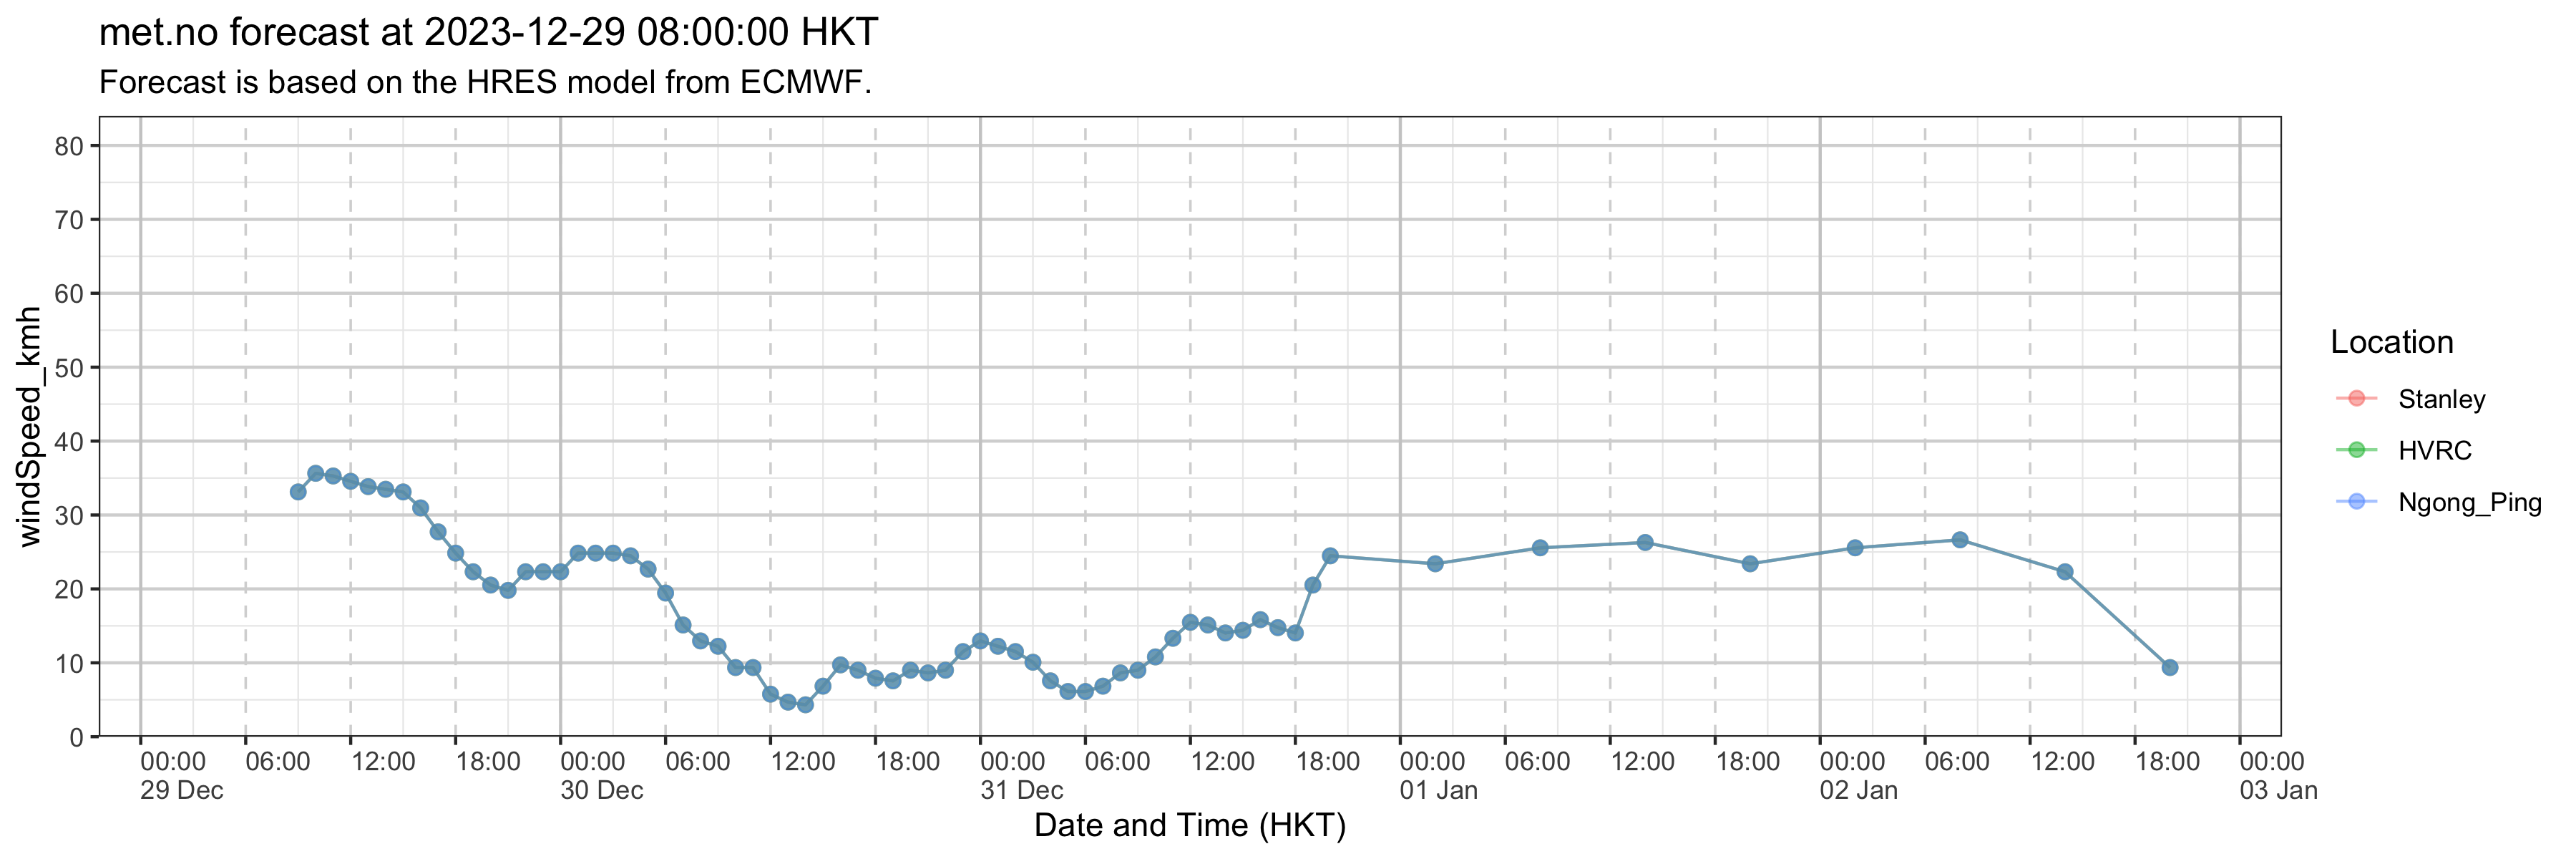 met.no forecast at 2023-12-29 08:00:00 HKT
Forecast is based on the HRES model from ECMWF.
windSpeed_kmh
80
70
60
50
40
30
20
10
0
00:00 06:00 12:00 18:00 00:00 06:00 12:00 18:00 00:00 06:00 12:00 18:00 00:00 06:00 12:00 18:00 00:00 06:00 12:00 18:00 00:00
29 Dec 30 Dec 31 Dec 01 Jan 02 Jan 03 Jan
Date and Time (HKT)
Location
Stanley
HVRC
Ngong_Ping